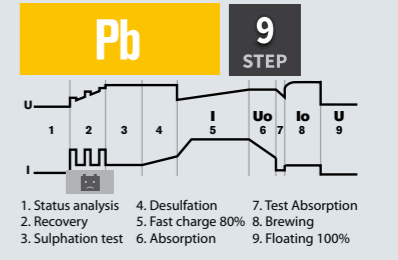 Pb
9
STEP
U
I Uo Io U
1 2 3 4 5 6 7 8 9
I
1. Status analysis 4. Desulfation 7. Test Absorption
2. Recovery 5. Fast charge 80% 8. Brewing
3. Sulphation test 6. Absorption 9. Floating 100%